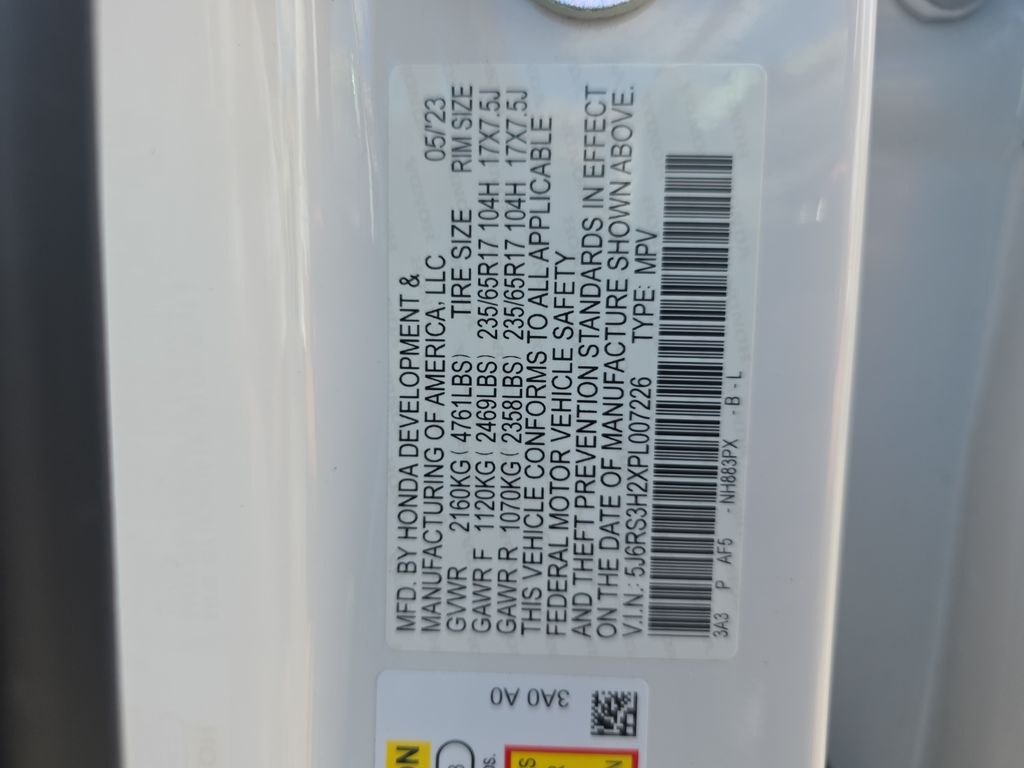 MFD. BY HONDA DEVELOPMENT &
MANUFACTURING OF AMERICA, LLC 05/'23
GVWR 2160KG ( 4761LBS) TIRE SIZE RIM SIZE
GAWR F 1120KG ( 2469LBS) 235/65R17 104H 17X7.5J
GAWR R 1070KG ( 2358LBS) 235/65R17 104H 17X7.5J
THIS VEHICLE CONFORMS TO ALL APPLICABLE
FEDERAL MOTOR VEHICLE SAFETY
AND THEFT PREVENTION STANDARDS IN EFFECT
ON THE DATE OF MANUFACTURE SHOWN ABOVE.
V.I.N.: 5J6RS3H2XPL007226 TYPE: MPV
3A3 P AF5 - NH883PX - B - L
3A0 A0